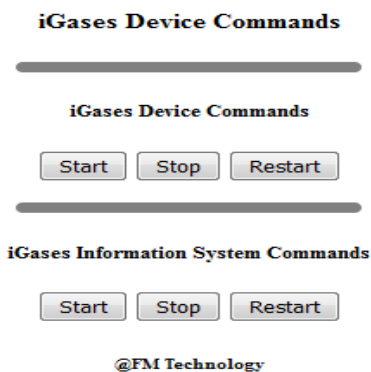 iGases Device Commands
iGases Device Commands
Start Stop Restart
iGases Information System Commands
Start Stop Restart
@FM Technology